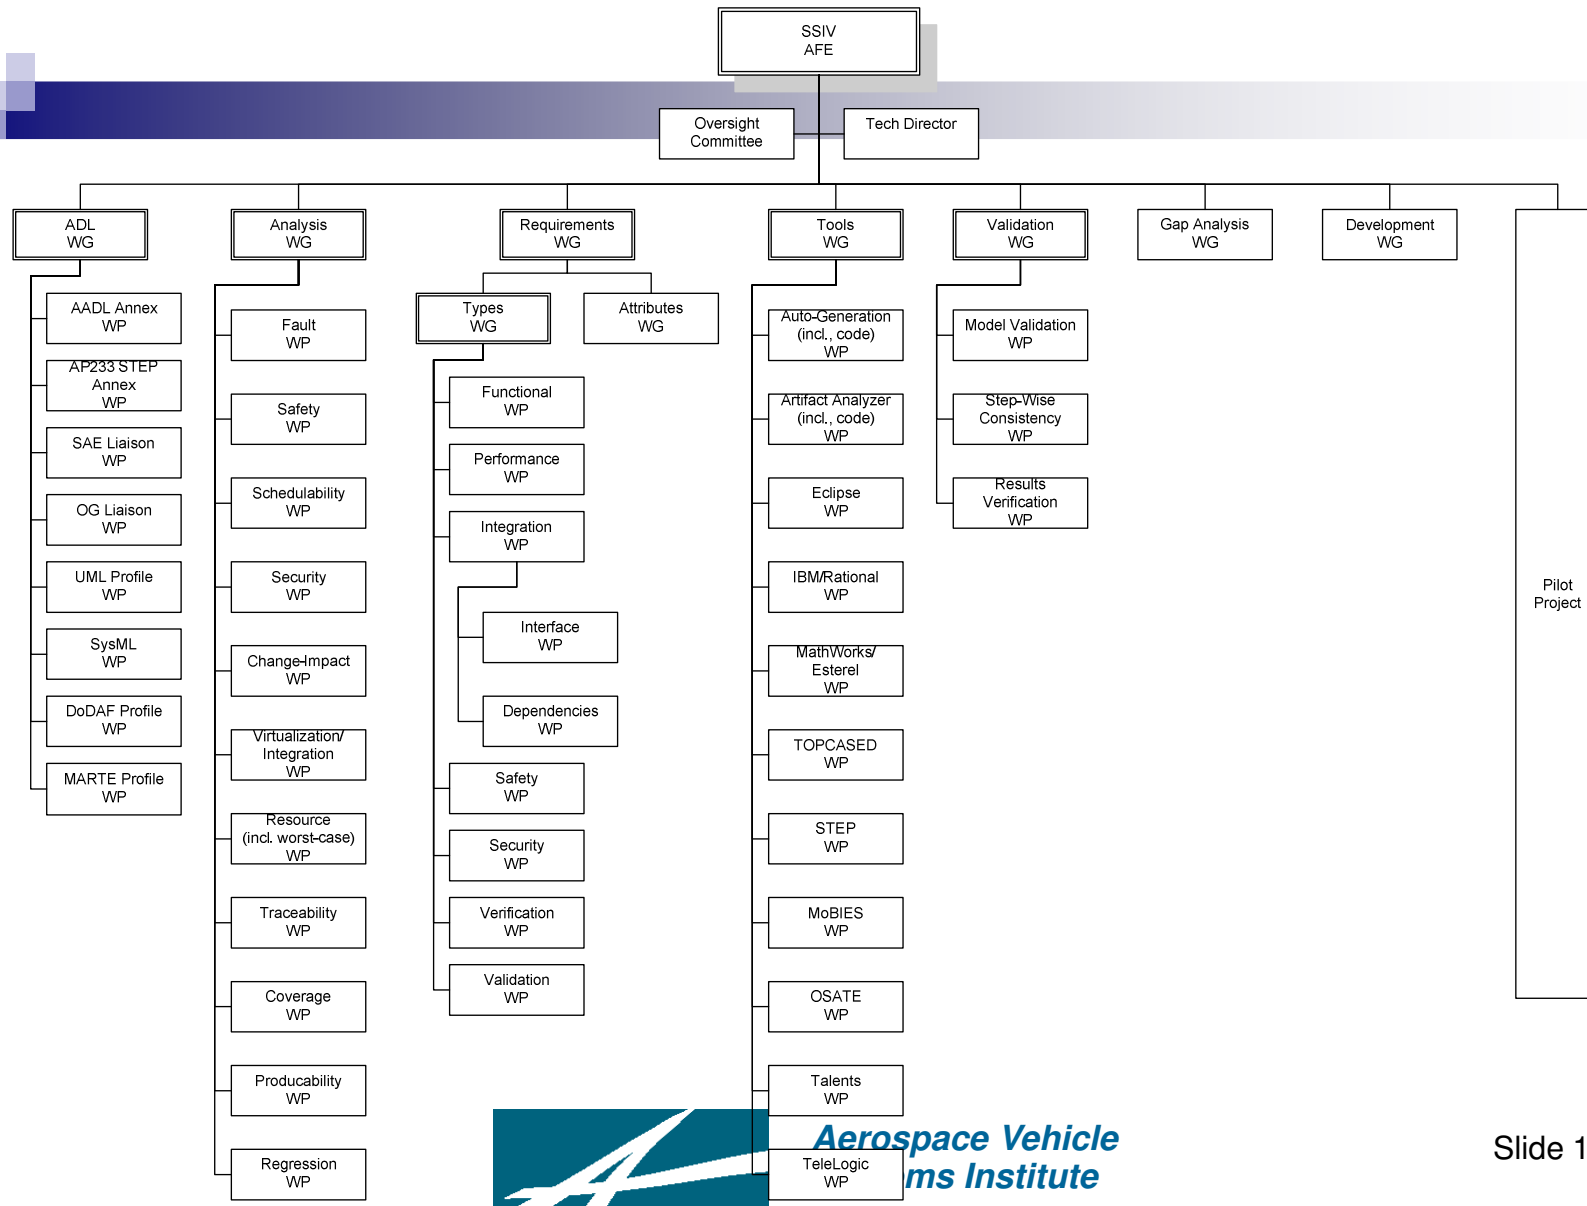 SSIV
AFE
Oversight
Committee
Tech Director
ADL
WG
Analysis
WG
Requirements
WG
Tools
WG
Validation
WG
Gap Analysis
WG
Development
WG
Pilot
Project
AADL Annex
WP
AP233 STEP
Annex
WP
SAE Liaison
WP
OG Liaison
WP
UML Profile
WP
SysML
WP
DoDAF Profile
WP
MARTE Profile
WP
Fault
WP
Safety
WP
Schedulability
WP
Security
WP
Change-Impact
WP
Virtualization/
Integration
WP
Resource
(incl. worst-case)
WP
Traceability
WP
Coverage
WP
Producability
WP
Regression
WP
Types
WG
Attributes
WG
Functional
WP
Performance
WP
Integration
WP
Interface
WP
Dependencies
WP
Safety
WP
Security
WP
Verification
WP
Validation
WP
Auto-Generation
(incl., code)
WP
Artifact Analyzer
(incl., code)
WP
Eclipse
WP
IBM/Rational
WP
MathWorks/
Esterel
WP
TOPCASED
WP
STEP
WP
MoBIES
WP
OSATE
WP
Talents
WP
TeleLogic
WP
Model Validation
WP
Step-Wise
Consistency
WP
Results
Verification
WP
Aerospace Vehicle
ms Institute
Slide 1